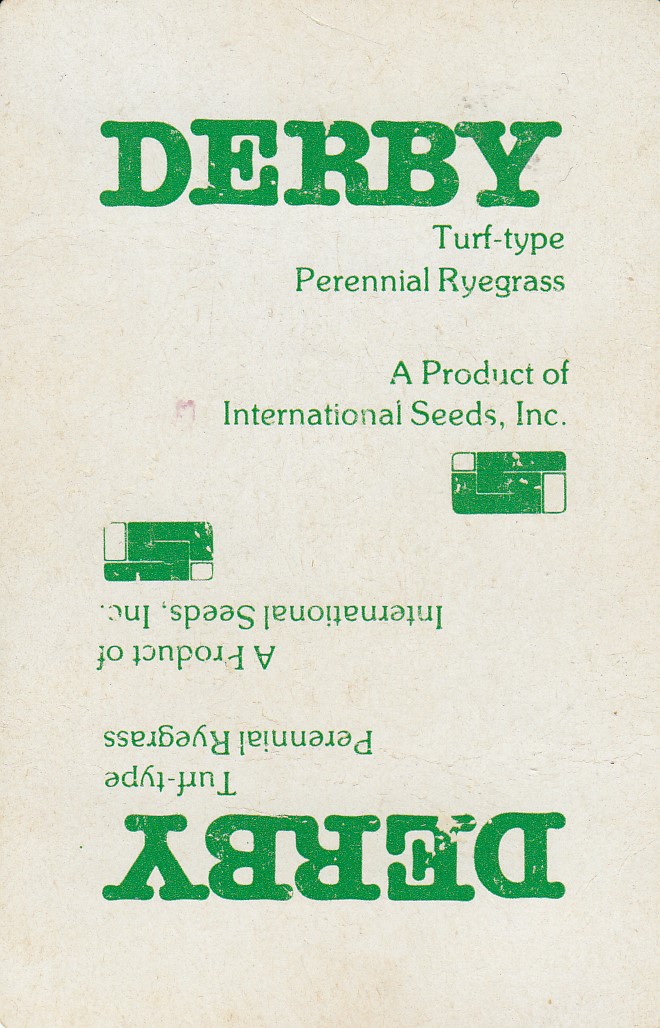 DERBY
Turf-type
Perennial Ryegrass
A Product of
International Seeds, Inc.
DERBY
Turf-type
Perennial Ryegrass
A Product of
International Seeds, Inc.